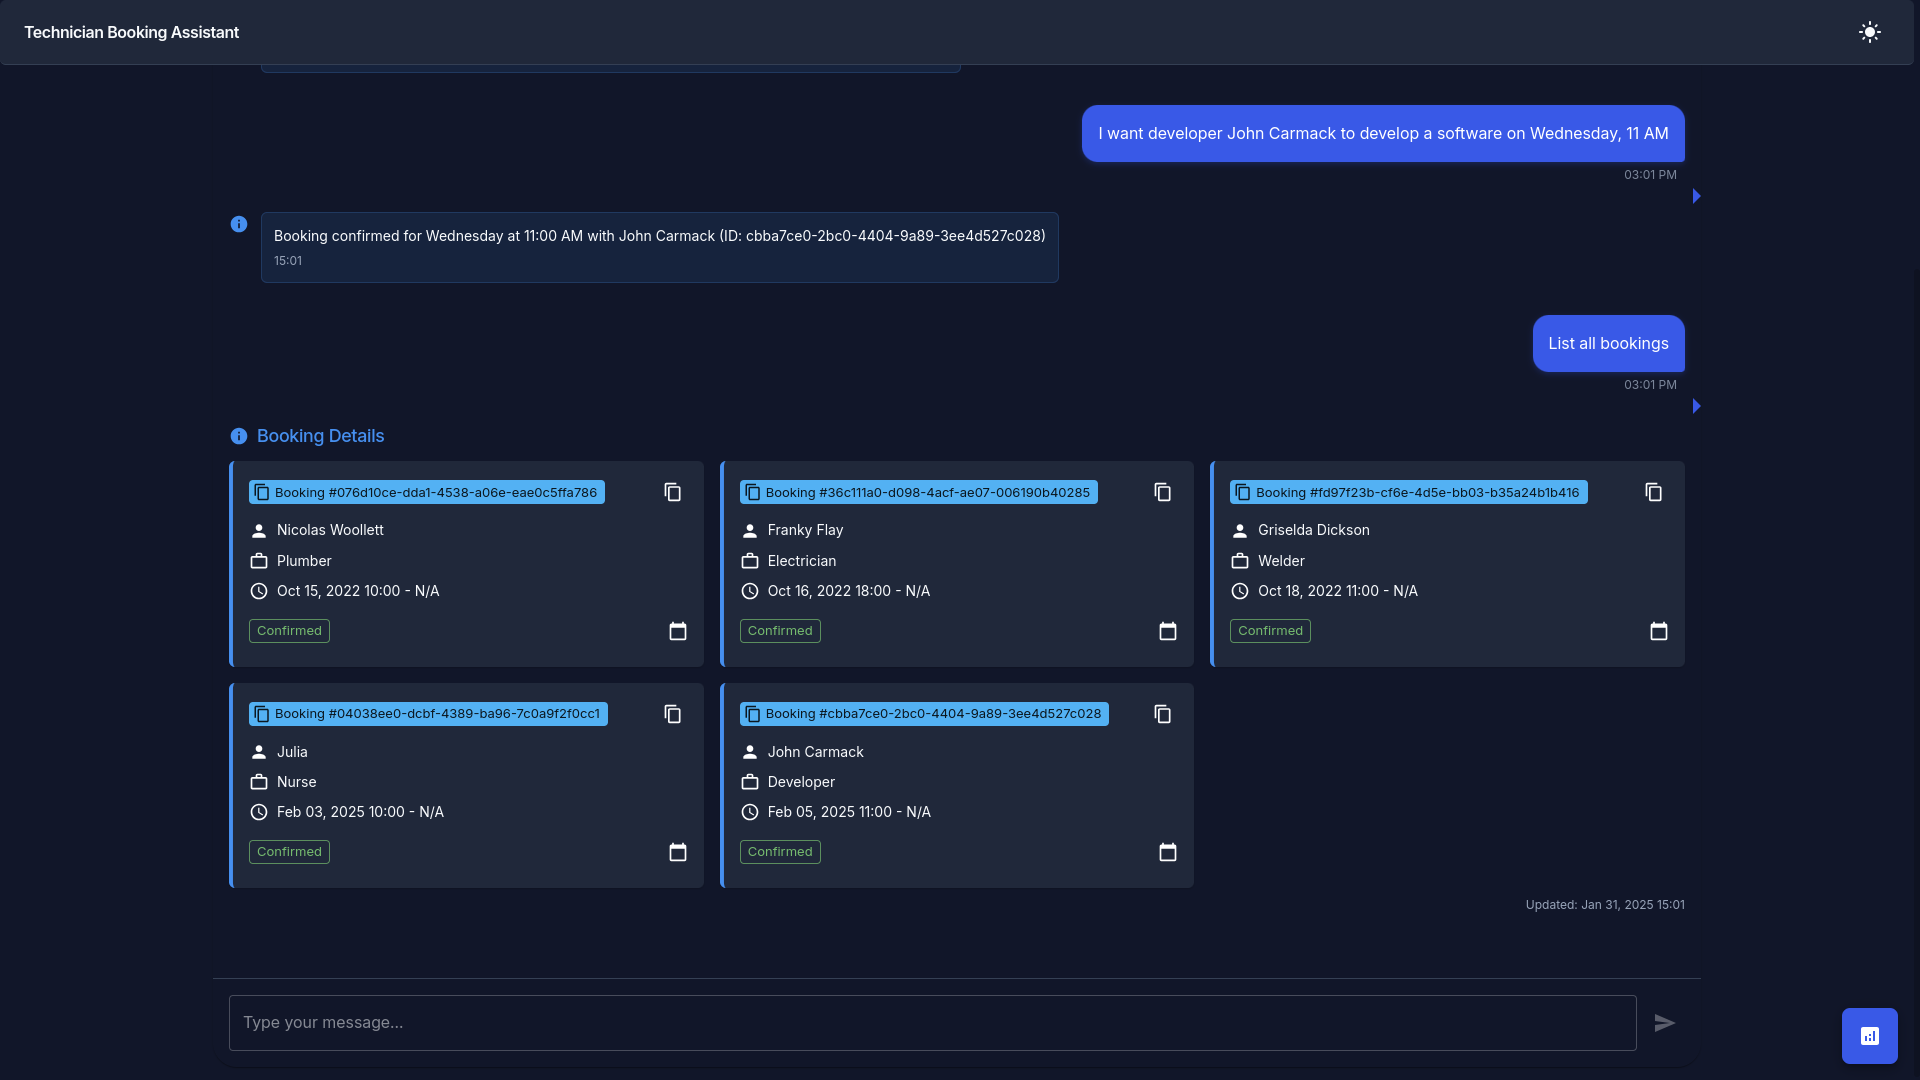 Technician Booking Assistant
I want developer John Carmack to develop a software on Wednesday, 11 AM
03:01 PM
Booking confirmed for Wednesday at 11:00 AM with John Carmack (ID: cbba7ce0-2bc0-4404-9a89-3ee4d527c028)
15:01
List all bookings
03:01 PM
Booking Details
Booking #076d10ce-dda1-4538-a06e-eae0c5ffa786
Nicolas Woollett
Plumber
Oct 15, 2022 10:00 - N/A
Confirmed
Booking #36c111a0-d098-4acf-ae07-006190b40285
Franky Flay
Electrician
Oct 16, 2022 18:00 - N/A
Confirmed
Booking #fd97f23b-cf6e-4d5e-bb03-b35a24b1b416
Griselda Dickson
Welder
Oct 18, 2022 11:00 - N/A
Confirmed
Booking #04038ee0-dcbf-4389-ba96-7c0a9f2f0cc1
Julia
Nurse
Feb 03, 2025 10:00 - N/A
Confirmed
Booking #cbba7ce0-2bc0-4404-9a89-3ee4d527c028
John Carmack
Developer
Feb 05, 2025 11:00 - N/A
Confirmed
Updated: Jan 31, 2025 15:01
Type your message...